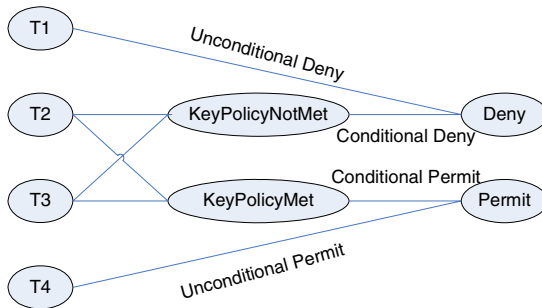 T1
Unconditional Deny
T2
KeyPolicyNotMet
Deny
Conditional Deny
Conditional Permit
T3
KeyPolicyMet
Permit
Unconditional Permit
T4